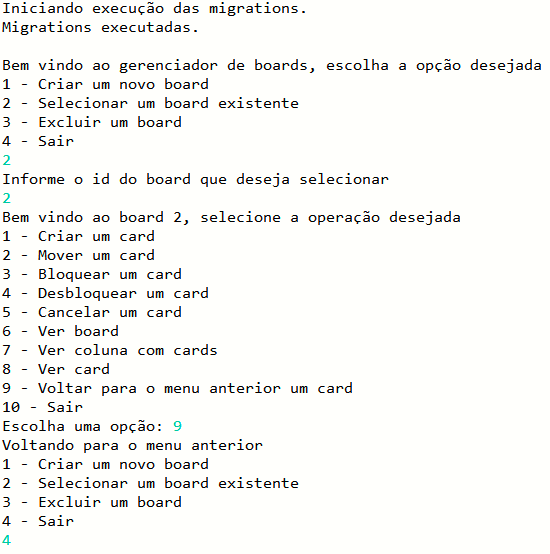 Iniciando execução das migrations.
Migrations executadas.
Bem vindo ao gerenciador de boards, escolha a opção desejada
1 - Criar um novo board
2 - Selecionar um board existente
3 - Excluir um board
4 - Sair
2
Informe o id do board que deseja selecionar
2
Bem vindo ao board 2, selecione a operação desejada
1 - Criar um card
2 - Mover um card
3 - Bloquear um card
4 - Desbloquear um card
5 - Cancelar um card
6 - Ver board
7 - Ver coluna com cards
8 - Ver card
9 - Voltar para o menu anterior um card
10 - Sair
Escolha uma opção: 9
Voltando para o menu anterior
1 - Criar um novo board
2 - Selecionar um board existente
3 - Excluir um board
4 - Sair
4